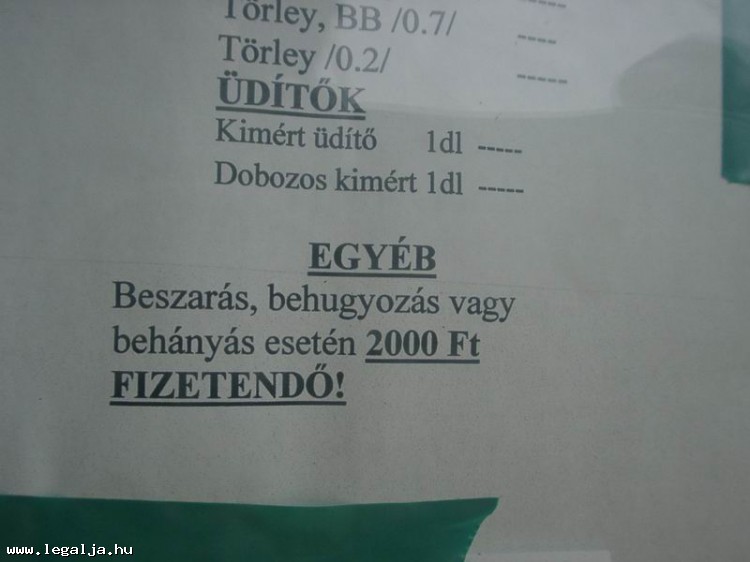 Törley, BB /0.7/ ----
Törley /0.2/ -----
ÜDÍTŐK
Kimért üdítő 1dl -----
Dobozos kimért 1dl -----
EGYÉB
Beszarás, behugyozás vagy
behányás esetén 2000 Ft
FIZETENDŐ!
www.legalja.hu